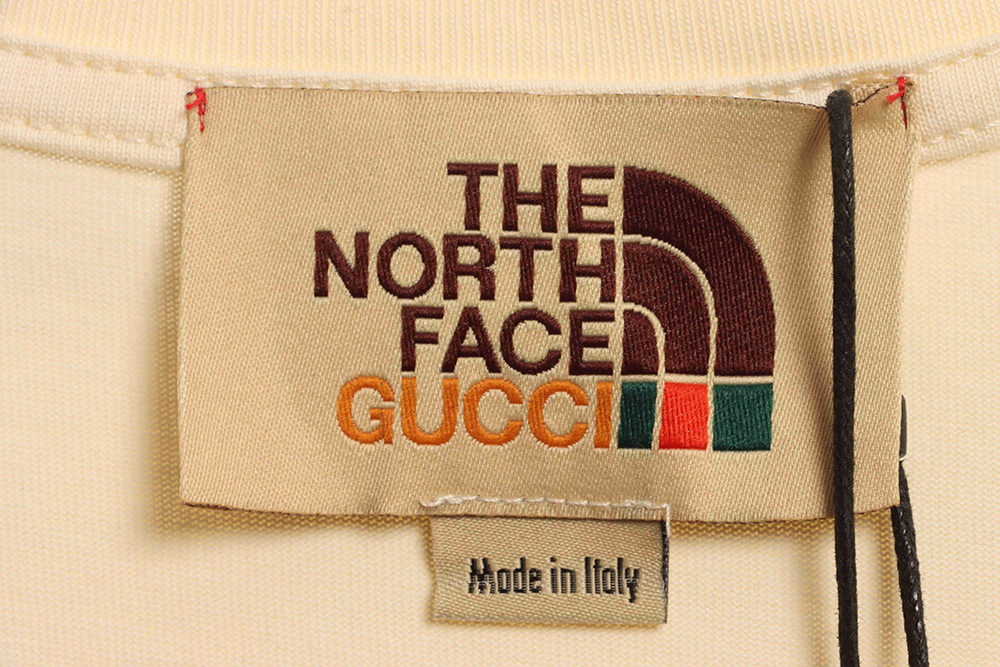 THE
NORTH
FACE
GUCCI
Made in Italy